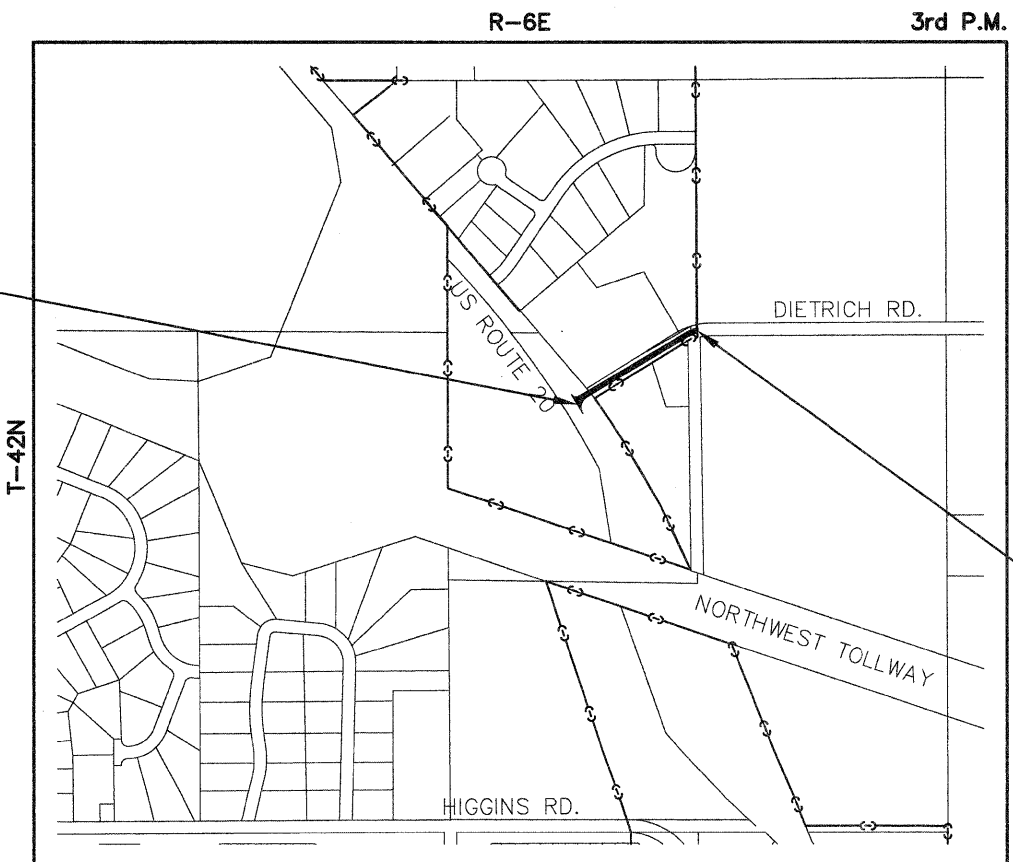 R-6E
3rd P.M.
DIETRICH RD.
US ROUTE 20
T-42N
NORTHWEST TOLLWAY
HIGGINS RD.